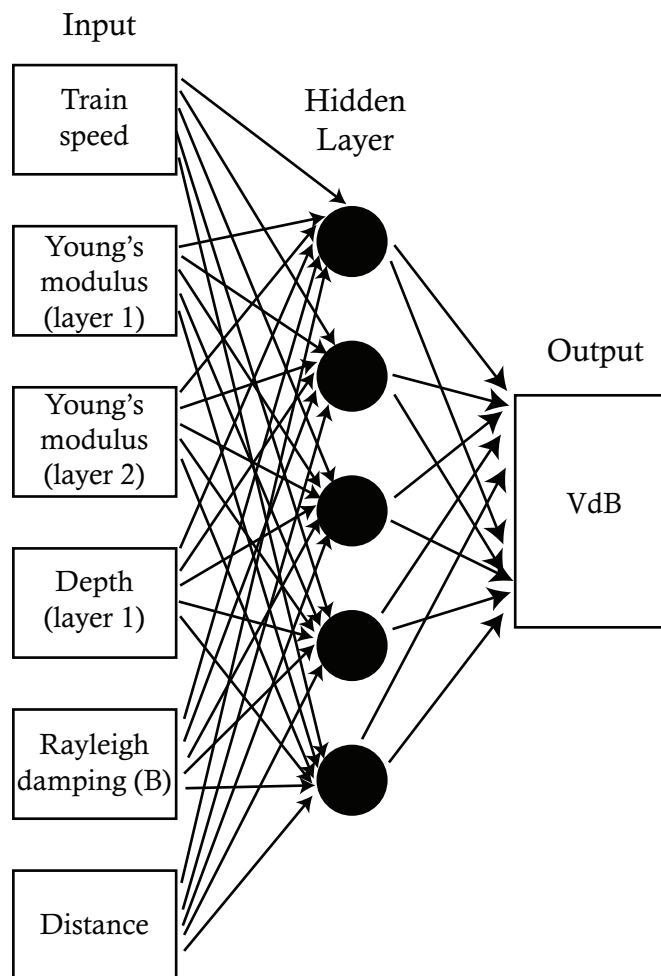 Input
Train
speed
Young's
modulus
(layer 1)
Young's
modulus
(layer 2)
Depth
(layer 1)
Rayleigh
damping (B)
Distance
Hidden
Layer
Output
VdB